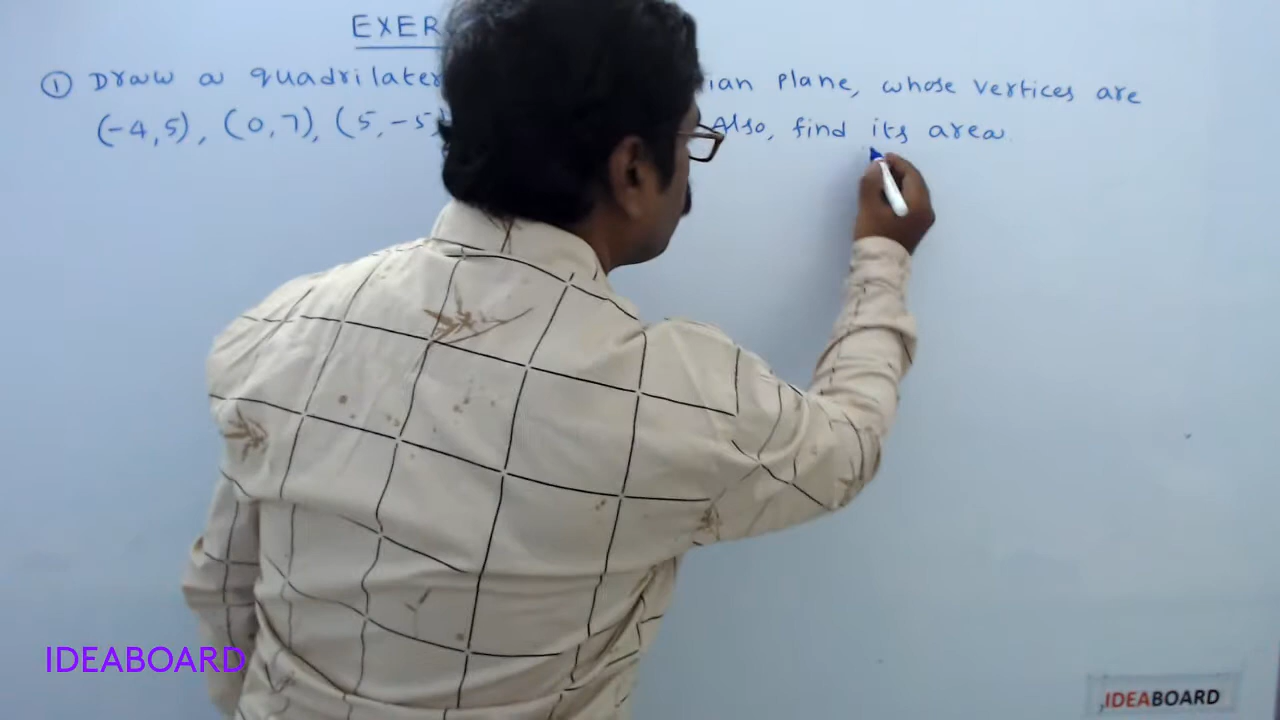 EXER
① Draw a quadrilater ian plane, whose vertices are
(-4,5), (0,7), (5,-5) Also, find its area.
IDEABOARD
IDEABOARD